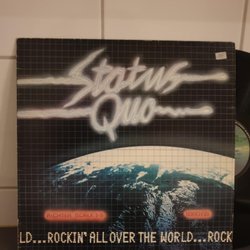 Status
Quo
LD...ROCKIN' ALL OVER THE WORLD...ROCK